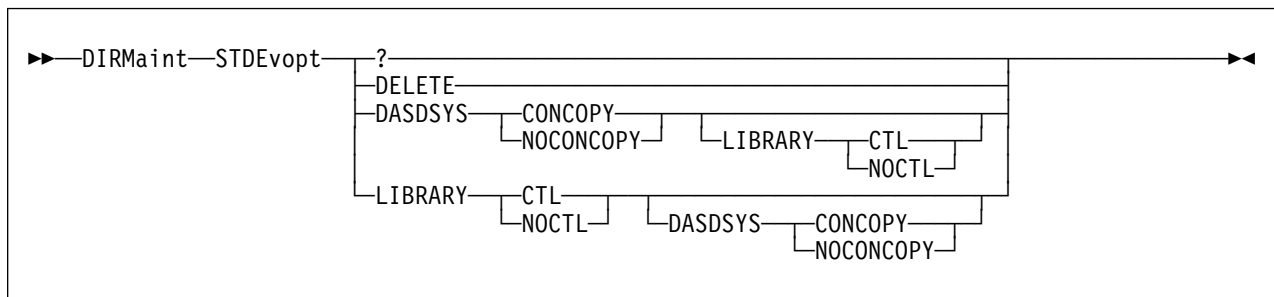 DIRMaint STDEvopt ?
DELETE
DASDSYS CONCOPY
NOCONCOPY LIBRARY CTL
NOCTL
LIBRARY CTL
NOCTL DASDSYS CONCOPY
NOCONCOPY